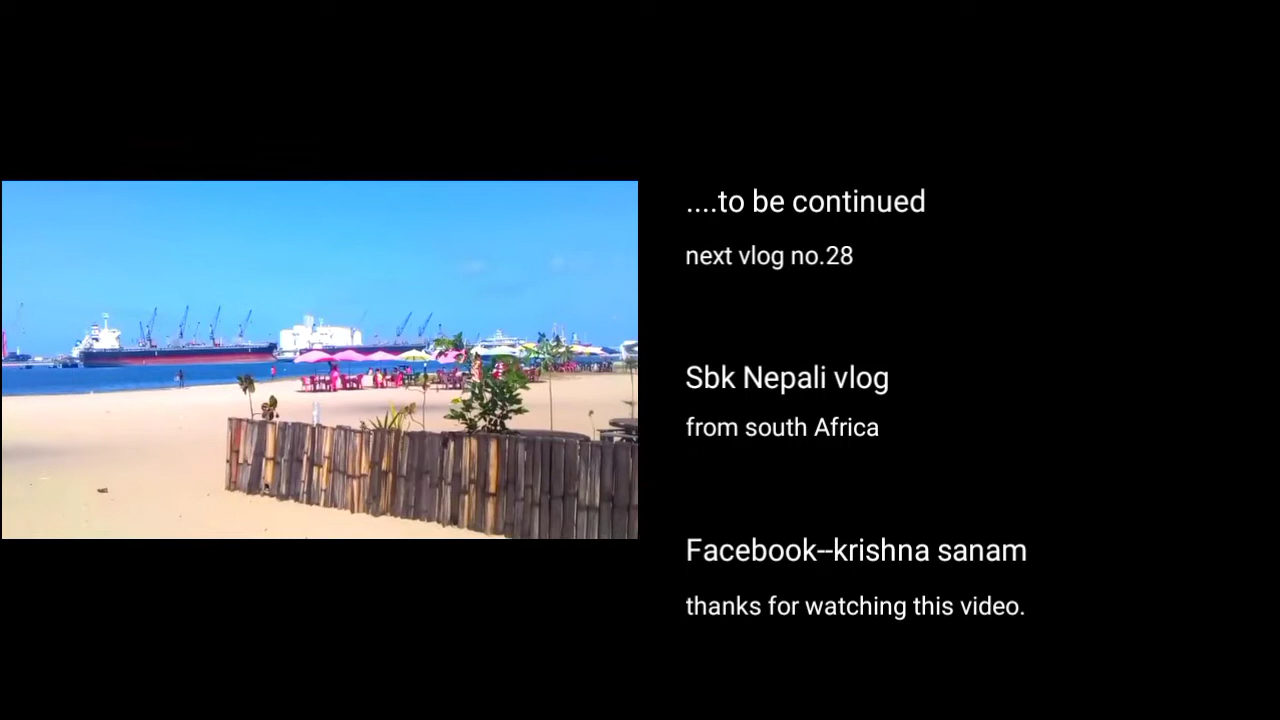 ....to be continued
next vlog no.28
Sbk Nepali vlog
from south Africa
Facebook--krishna sanam
thanks for watching this video.